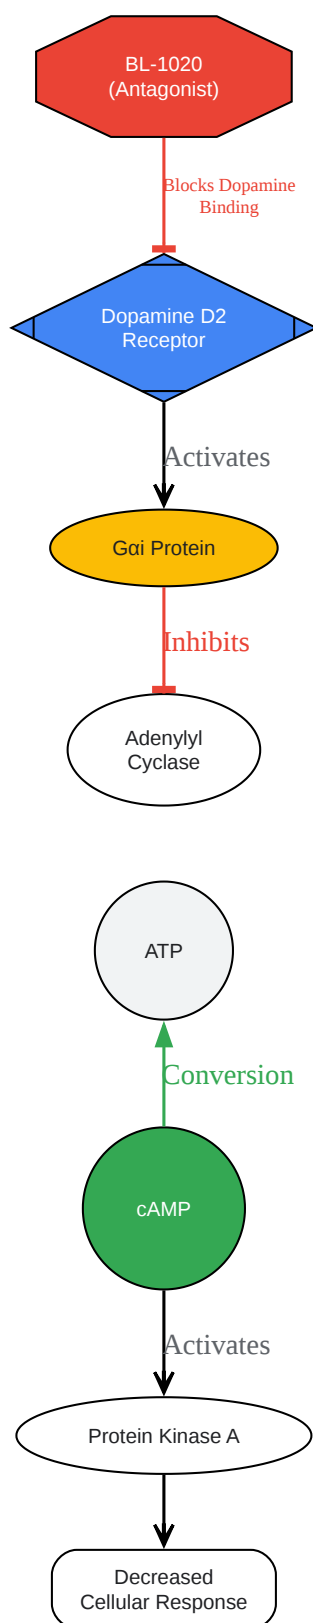 BL-1020
(Antagonist)
Blocks Dopamine
Binding
Dopamine D2
Receptor
Activates
Gαi Protein
Inhibits
Adenylyl
Cyclase
ATP
Conversion
cAMP
Activates
Protein Kinase A
Decreased
Cellular Response